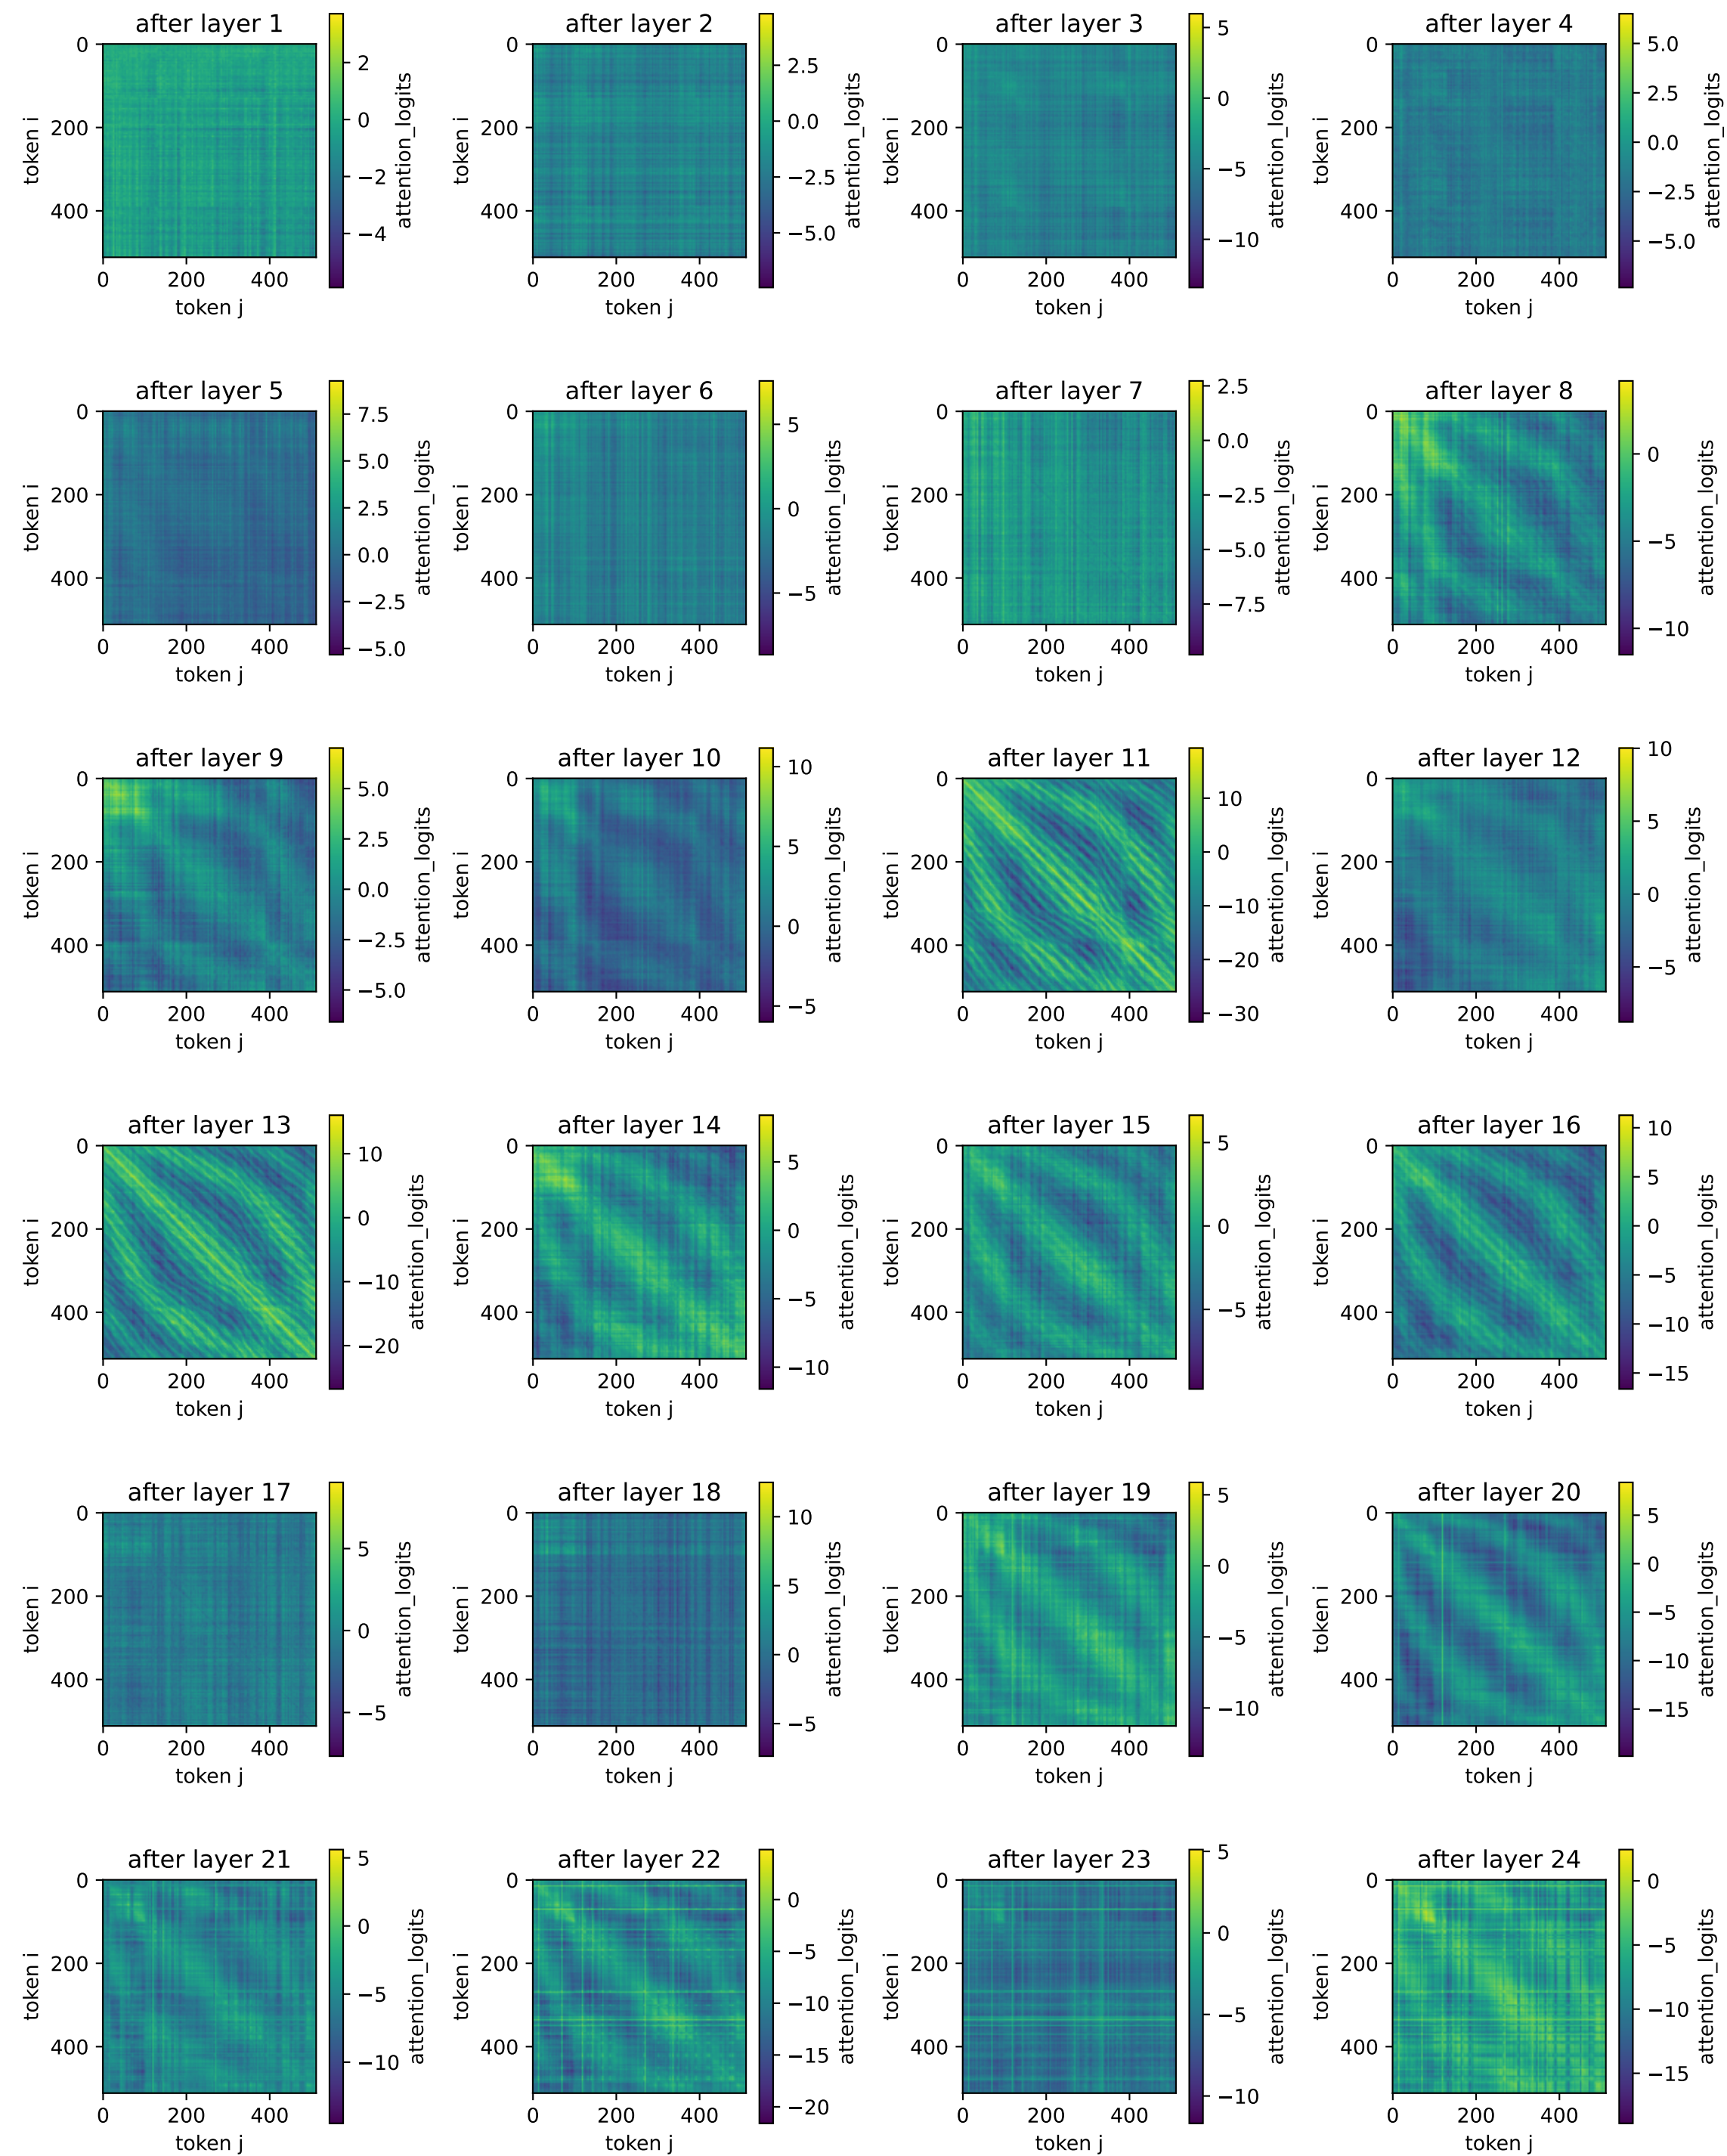 after layer 1
0
200
400
token i
0 200 400
token j
2
0
−2
−4
attention_logits
after layer 2
0
200
400
token i
0 200 400
token j
2.5
0.0
−2.5
−5.0
attention_logits
after layer 3
0
200
400
token i
0 200 400
token j
5
0
−5
−10
attention_logits
after layer 4
0
200
400
token i
0 200 400
token j
5.0
2.5
0.0
−2.5
−5.0
attention_logits
after layer 5
0
200
400
token i
0 200 400
token j
7.5
5.0
2.5
0.0
−2.5
−5.0
attention_logits
after layer 6
0
200
400
token i
0 200 400
token j
5
0
−5
attention_logits
after layer 7
0
200
400
token i
0 200 400
token j
2.5
0.0
−2.5
−5.0
−7.5
attention_logits
after layer 8
0
200
400
token i
0 200 400
token j
0
−5
−10
attention_logits
after layer 9
0
200
400
token i
0 200 400
token j
5.0
2.5
0.0
−2.5
−5.0
attention_logits
after layer 10
0
200
400
token i
0 200 400
token j
10
5
0
−5
attention_logits
after layer 11
0
200
400
token i
0 200 400
token j
10
0
−10
−20
−30
attention_logits
after layer 12
0
200
400
token i
0 200 400
token j
10
5
0
−5
attention_logits
after layer 13
0
200
400
token i
0 200 400
token j
10
0
−10
−20
attention_logits
after layer 14
0
200
400
token i
0 200 400
token j
5
0
−5
−10
attention_logits
after layer 15
0
200
400
token i
0 200 400
token j
5
0
−5
attention_logits
after layer 16
0
200
400
token i
0 200 400
token j
10
5
0
−5
−10
−15
attention_logits
after layer 17
0
200
400
token i
0 200 400
token j
5
0
−5
attention_logits
after layer 18
0
200
400
token i
0 200 400
token j
10
5
0
−5
attention_logits
after layer 19
0
200
400
token i
0 200 400
token j
5
0
−5
−10
attention_logits
after layer 20
0
200
400
token i
0 200 400
token j
5
0
−5
−10
−15
attention_logits
after layer 21
0
200
400
token i
0 200 400
token j
5
0
−5
−10
attention_logits
after layer 22
0
200
400
token i
0 200 400
token j
0
−5
−10
−15
−20
attention_logits
after layer 23
0
200
400
token i
0 200 400
token j
5
0
−5
−10
attention_logits
after layer 24
0
200
400
token i
0 200 400
token j
0
−5
−10
−15
attention_logits